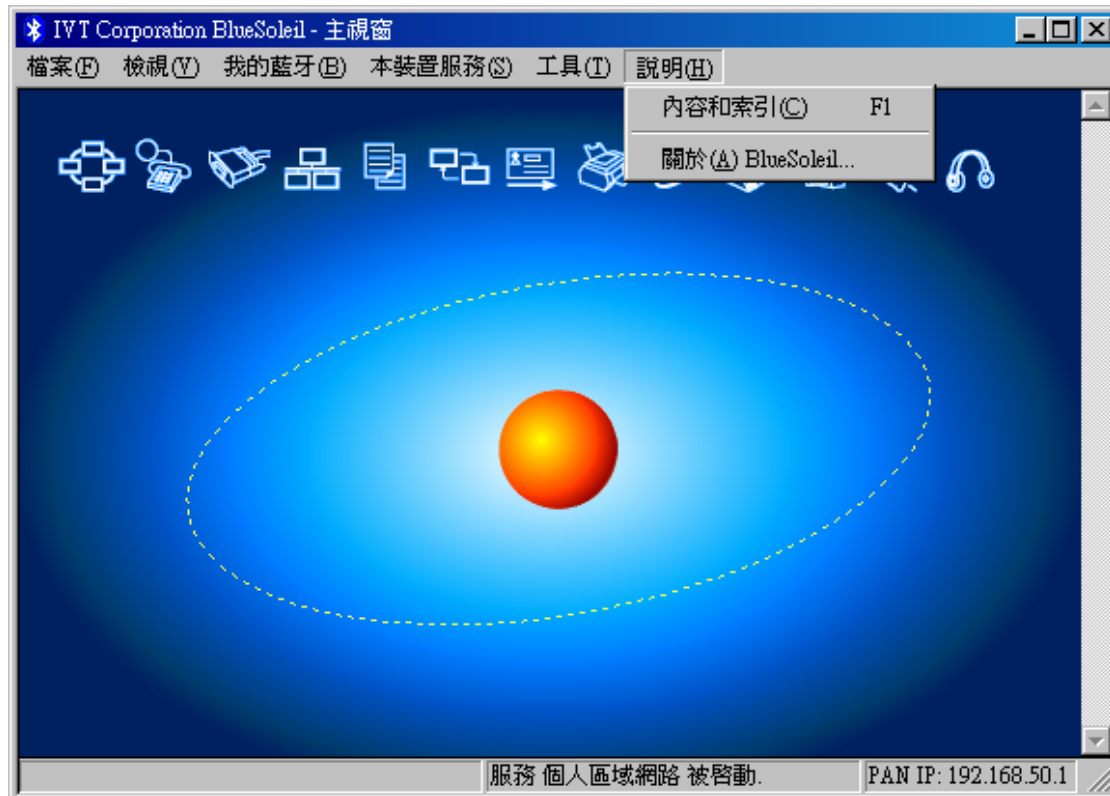 IVT Corporation BlueSoleil - 主視窗
檔案(F) 檢視(V) 我的藍牙(B) 本裝置服務(S) 工具(T) 說明(H)
內容和索引(C) F1
關於(A) BlueSoleil...
服務 個人區域網路 被啓動. PAN IP: 192.168.50.1